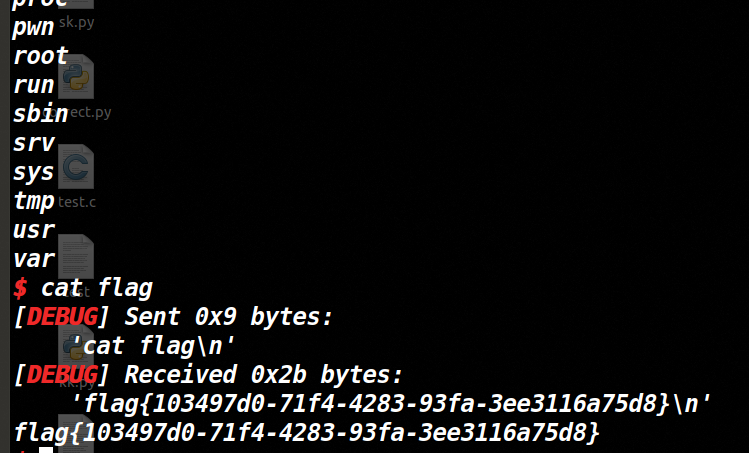 proc
sk.py
pwn
root
run
sbin
rect.py
srv
sys
tmp
test.c
usr
var
$ cat flag
test
[DEBUG] Sent 0x9 bytes:
'cat flag\n'
[DEBUG] Received 0x2b bytes:
kk.py
'flag{103497d0-71f4-4283-93fa-3ee3116a75d8}\n'
flag{103497d0-71f4-4283-93fa-3ee3116a75d8}
$